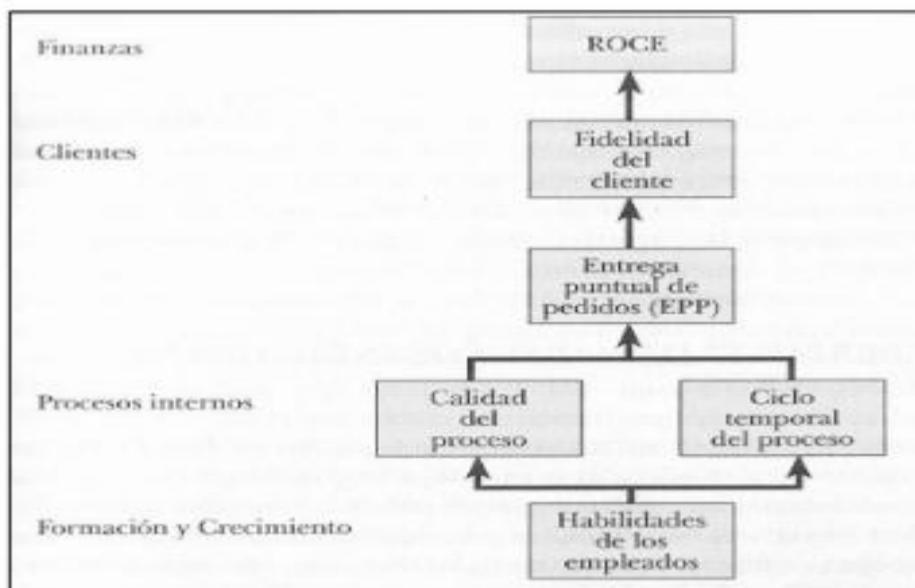 Finanzas
ROCE
Clientes
Fidelidad
del
cliente
Entrega
puntual de
pedidos (EPP)
Procesos internos
Calidad
del
proceso
Ciclo
temporal
del proceso
Formación y Crecimiento
Habilidades
de los
empleados